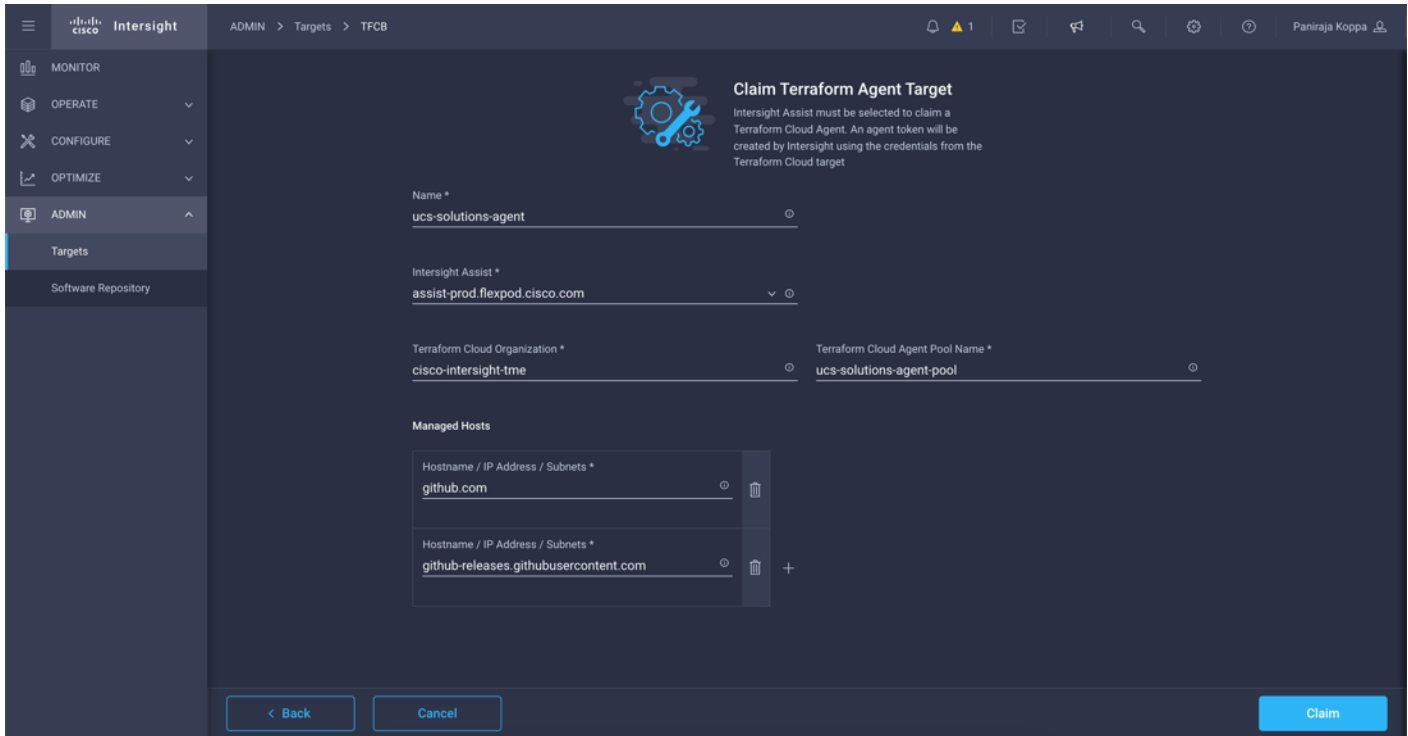 cisco Intersight
ADMIN > Targets > TFCB
1
Paniraja Koppa
MONITOR
OPERATE
CONFIGURE
OPTIMIZE
ADMIN
Targets
Software Repository
Claim Terraform Agent Target
Intersight Assist must be selected to claim a
Terraform Cloud Agent. An agent token will be
created by Intersight using the credentials from the
Terraform Cloud target
Name *
ucs-solutions-agent
Intersight Assist *
assist-prod.flexpod.cisco.com
Terraform Cloud Organization *
cisco-intersight-tme
Terraform Cloud Agent Pool Name *
ucs-solutions-agent-pool
Managed Hosts
Hostname / IP Address / Subnets *
github.com
Hostname / IP Address / Subnets *
github-releases.githubusercontent.com
< Back
Cancel
Claim